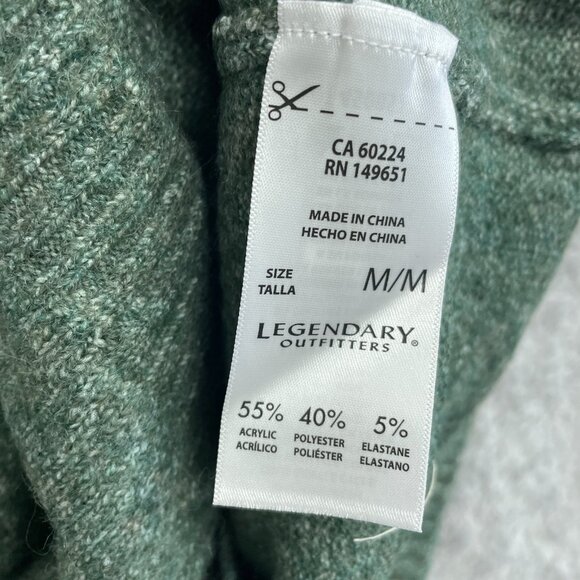 CA 60224
RN 149651
MADE IN CHINA
HECHO EN CHINA
SIZE
TALLA
M/M
LEGENDARY
OUTFITTERS®
55% 40% 5%
ACRYLIC POLYESTER ELASTANE
ACRÍLICO POLIÉSTER ELASTANO